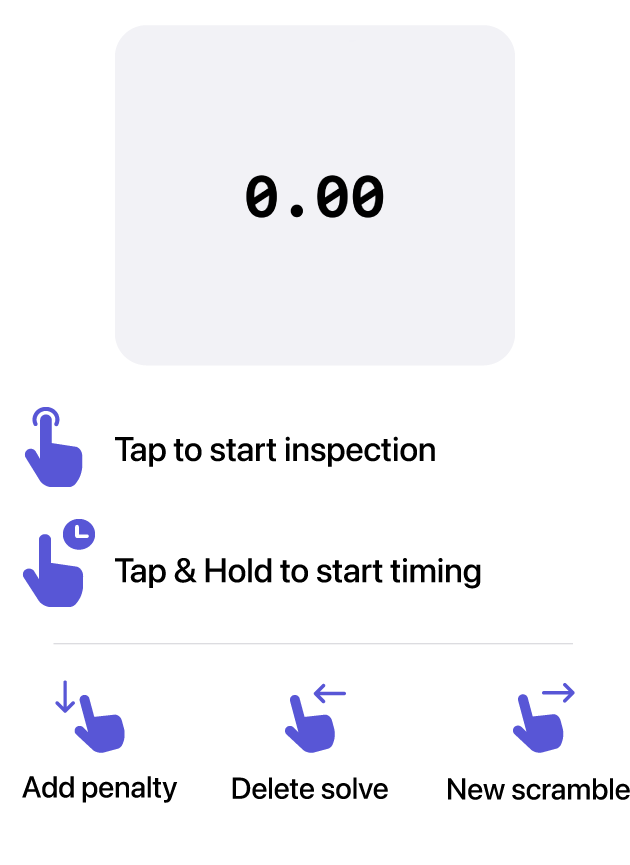 0.00
Tap to start inspection
Tap & Hold to start timing
Add penalty
Delete solve
New scramble